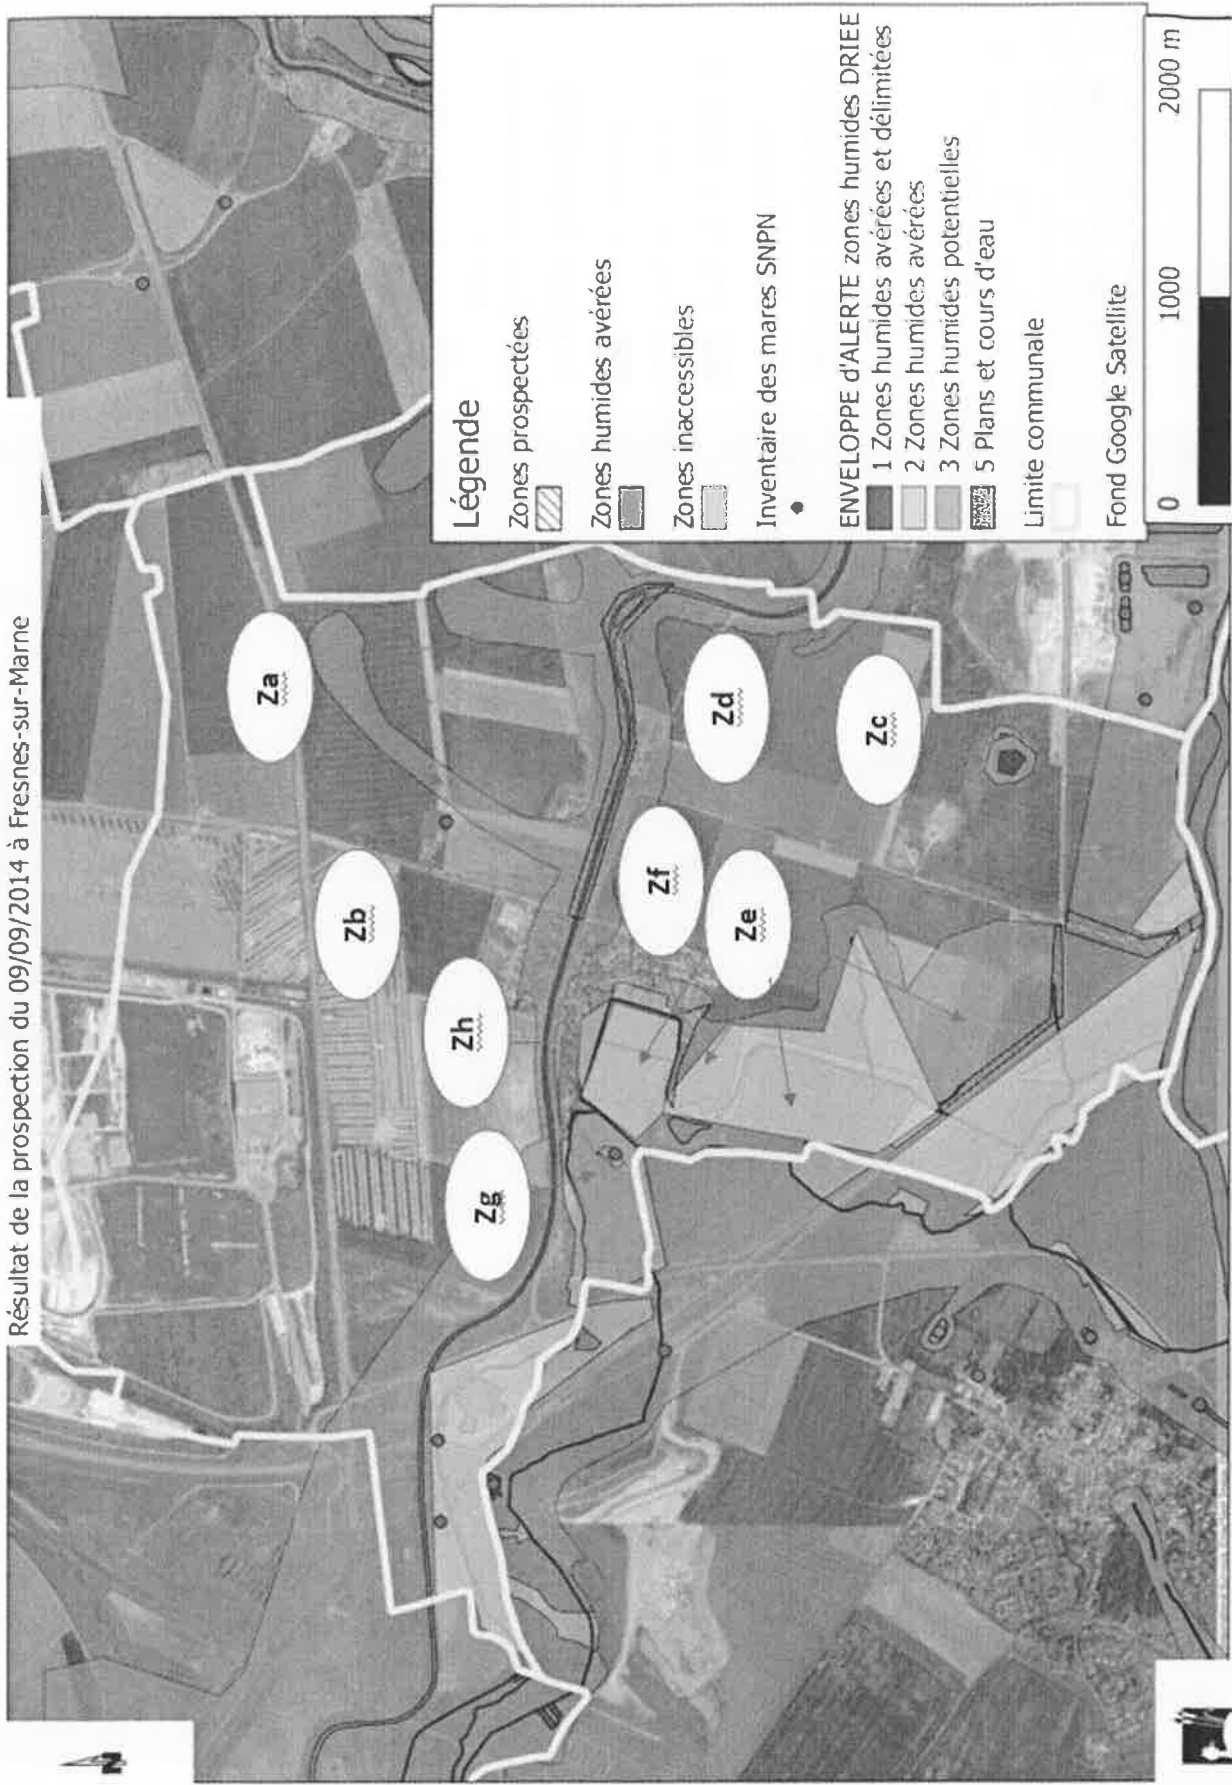 Résultat de la prospection du 09/09/2014 à Fresnes-sur-Marne
Za
Zb
Zh
Zg
Zf
Ze
Zd
Zc
Légende
Zones prospectées
Zones humides avérées
Zones inaccessibles
Inventaire des mares SNPN
ENVELOPPE d'ALERTE zones humides DRIEE
1 Zones humides avérées et délimitées
2 Zones humides avérées
3 Zones humides potentielles
5 Plans et cours d'eau
Limite communale
Fond Google Satellite
0 1000 2000 m
N